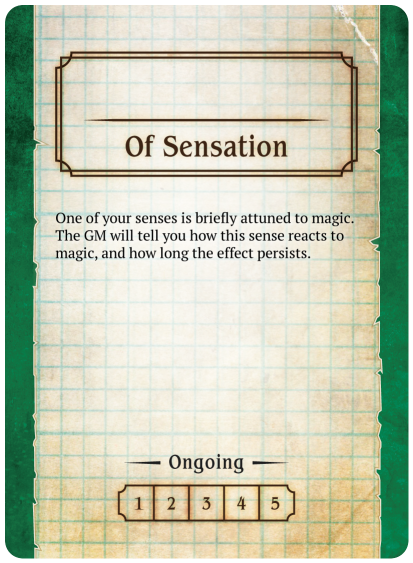 Of Sensation
One of your senses is briefly attuned to magic.
The GM will tell you how this sense reacts to
magic, and how long the effect persists.
Ongoing
1 2 3 4 5